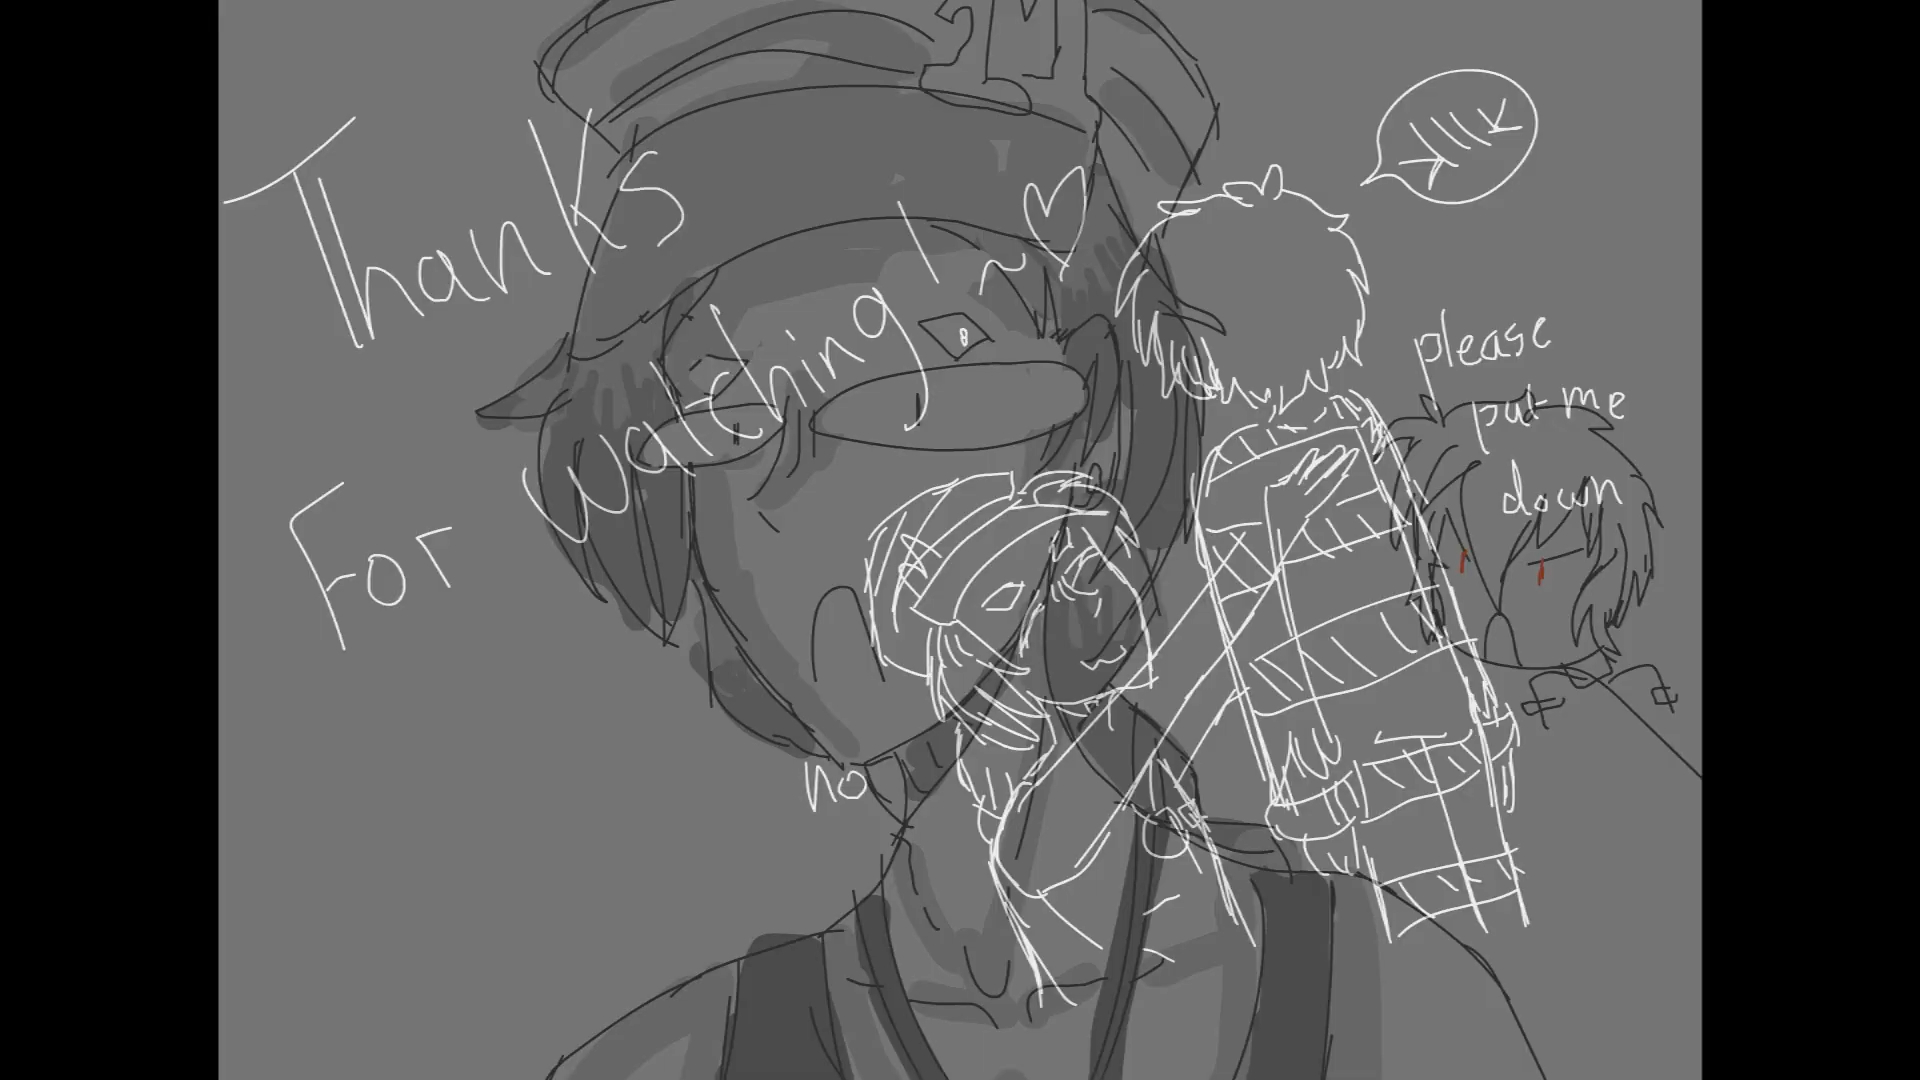 Thanks
For watching! ~♡
please
put me
down
no